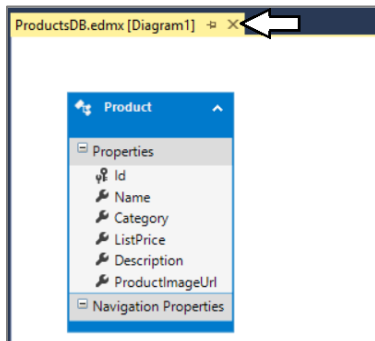 ProductsDB.edmx [Diagram1]
Product
Properties
Id
Name
Category
ListPrice
Description
ProductImageUrl
Navigation Properties